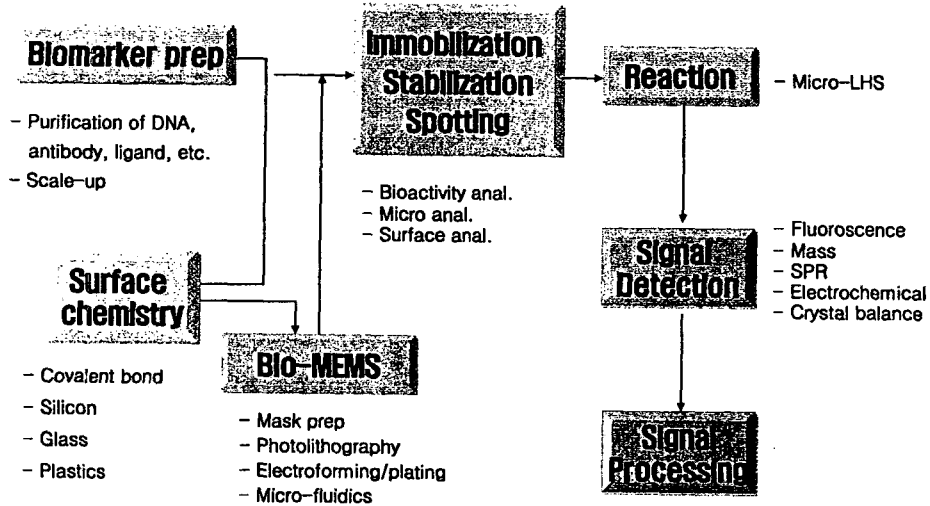 Biomarker prep
- Purification of DNA,
antibody, ligand, etc.
- Scale-up
Surface
chemistry
- Covalent bond
- Silicon
- Glass
- Plastics
Bio-MEMS
- Mask prep
- Photolithography
- Electroforming/plating
- Micro-fluidics
Immobilization
Stabilization
Spotting
- Bioactivity anal.
- Micro anal.
- Surface anal.
Reaction
- Micro-LHS
Signal
Detection
- Fluoroscence
- Mass
- SPR
- Electrochemical
- Crystal balance
Signal
Processing